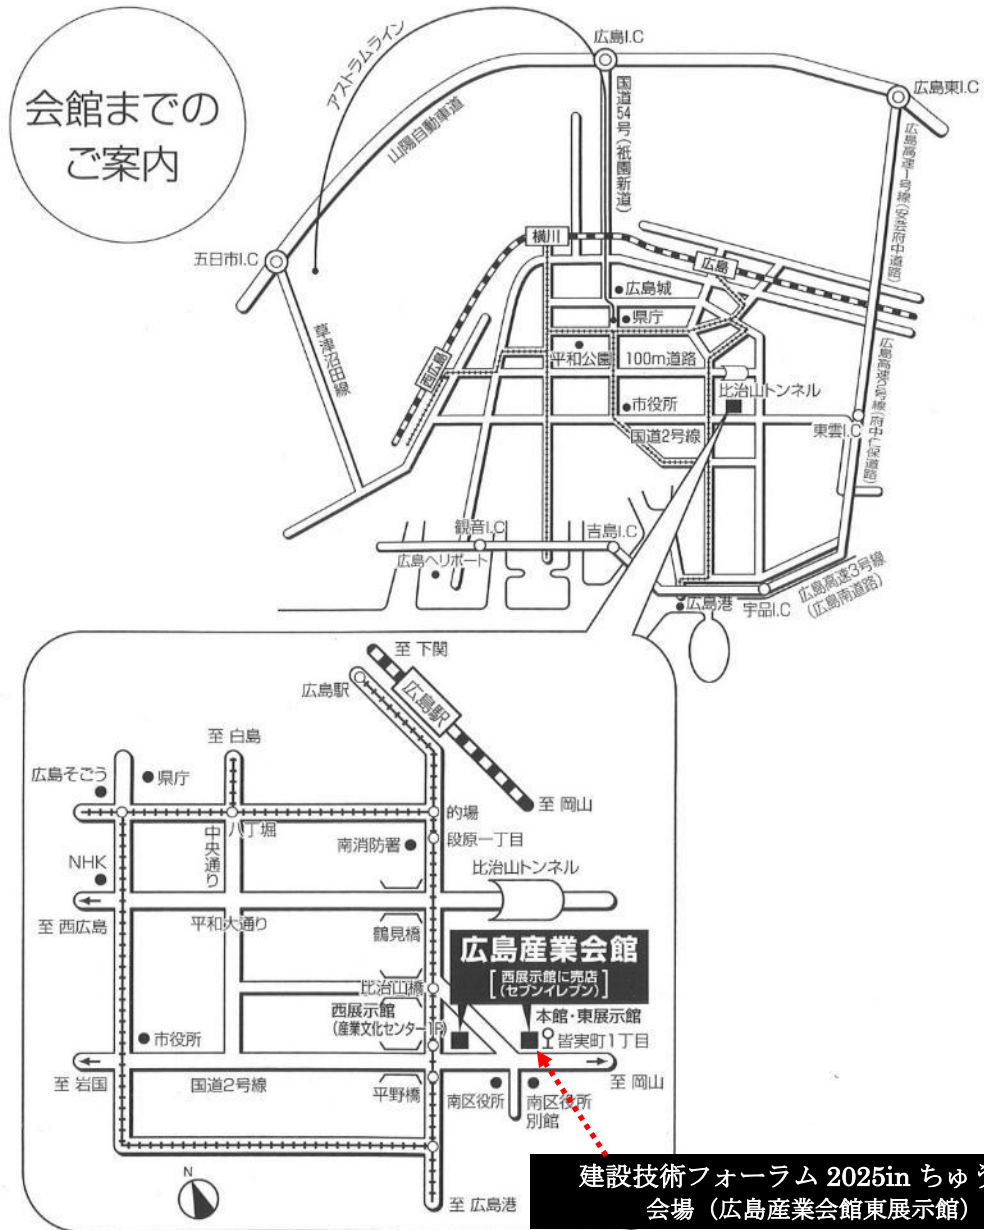 会館までの
ご案内
アストラムライン
山陽自動車道
広島I.C
国道54号(祇園新道)
広島東I.C
広島高速1号線(安芸府中道路)
五日市I.C
草津沼田線
横川
広島
西広島
広島城
県庁
平和公園
100m道路
比治山トンネル
市役所
国道2号線
東雲I.C
広島高速2号線(府中仁保道路)
観音I.C
広島ヘリポート
吉島I.C
広島港
宇品I.C
広島高速3号線
(広島南道路)
至 下関
広島駅
広島駅
至 岡山
至 白島
広島そごう
県庁
八丁堀
的場
中央通り
南消防署
段原一丁目
NHK
比治山トンネル
至 西広島
平和大通り
鶴見橋
広島産業会館
[西展示館に売店
(セブンイレブン)]
比治山橋
西展示館
(産業文化センター1F)
本館・東展示館
皆実町1丁目
市役所
至 岩国
国道2号線
平野橋
南区役所
南区役所
別館
至 岡山
N
至 広島港
建設技術フォーラム 2025in ちゅう
会場（広島産業会館東展示館）